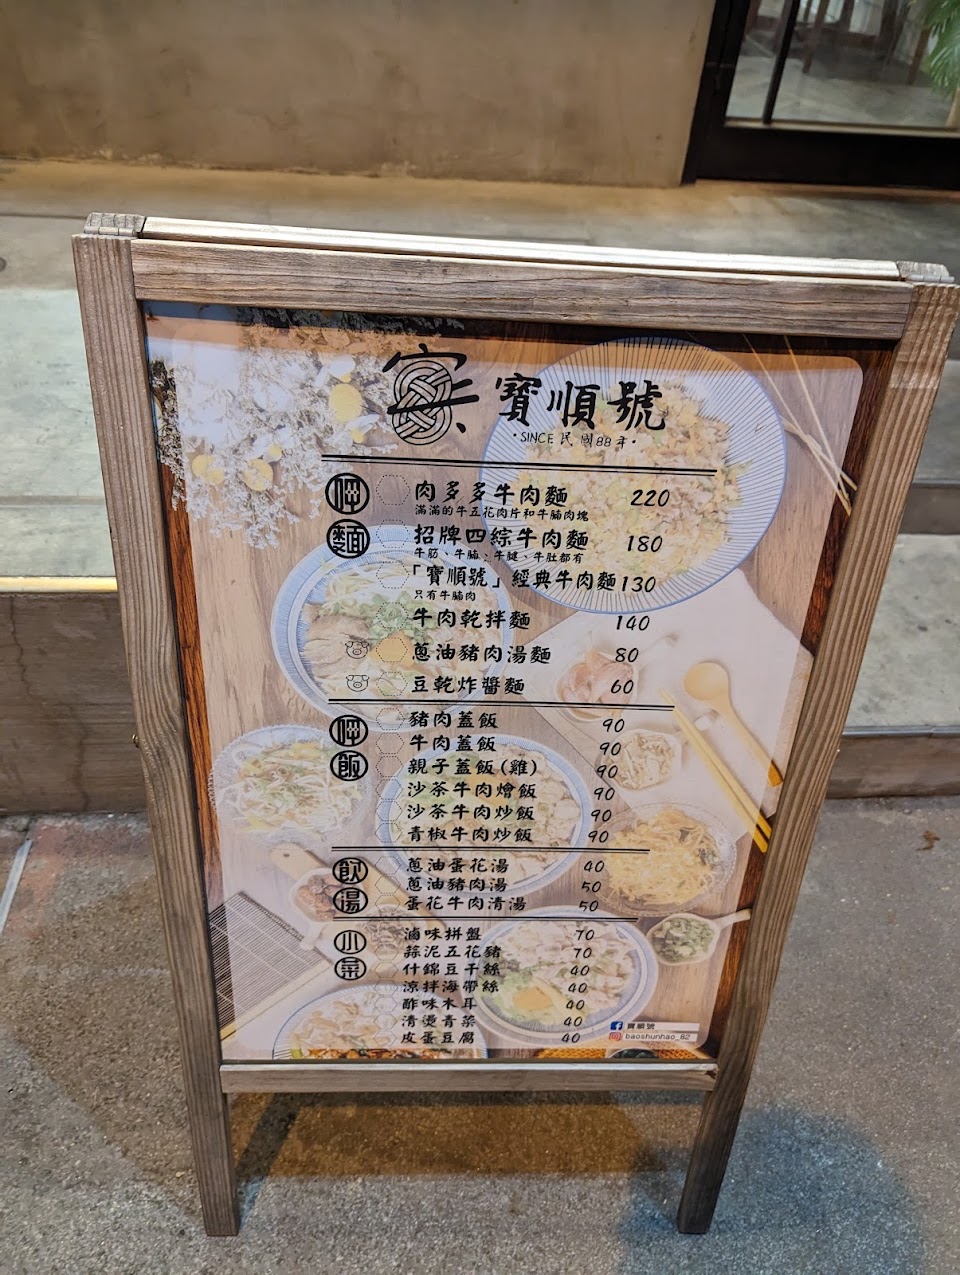 寶順號
·SINCE 民國88年·
麵
肉多多牛肉麵 220
滿滿的牛五花肉片和牛腩肉塊
招牌四綜牛肉麵 180
牛筋、牛腩、牛腱、牛肚都有
「寶順號」經典牛肉麵 130
只有牛腩肉
牛肉乾拌麵 140
蔥油豬肉湯麵 80
豆乾炸醬麵 60
飯
豬肉蓋飯 90
牛肉蓋飯 90
親子蓋飯(雞) 90
沙茶牛肉燴飯 90
沙茶牛肉炒飯 90
青椒牛肉炒飯 90
飲湯
蔥油蛋花湯 40
蔥油豬肉湯 50
蛋花牛肉清湯 50
小菜
滷味拼盤 70
蒜泥五花豬 70
什錦豆干絲 40
涼拌海帶絲 40
酢味木耳 40
清燙青菜 40
皮蛋豆腐 40
寶順號
baoshunhao_82